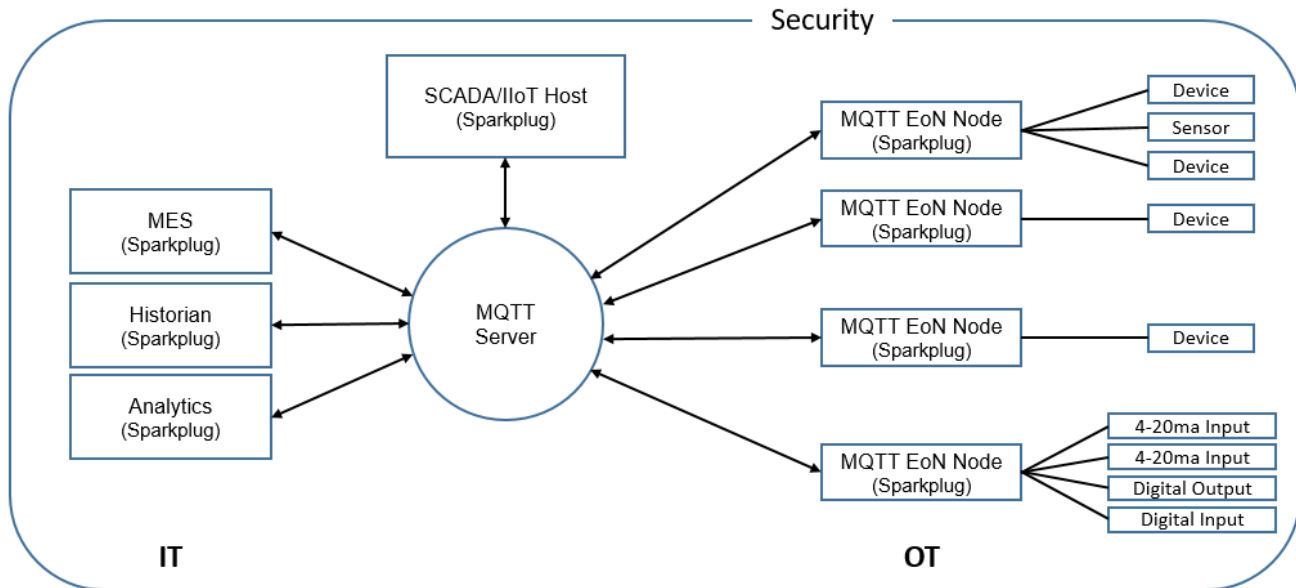 Security
SCADA/IIoT Host
(Sparkplug)
MES
(Sparkplug)
Historian
(Sparkplug)
Analytics
(Sparkplug)
MQTT
Server
MQTT EoN Node
(Sparkplug)
Device
Sensor
Device
MQTT EoN Node
(Sparkplug)
Device
MQTT EoN Node
(Sparkplug)
Device
MQTT EoN Node
(Sparkplug)
4-20ma Input
4-20ma Input
Digital Output
Digital Input
IT
OT